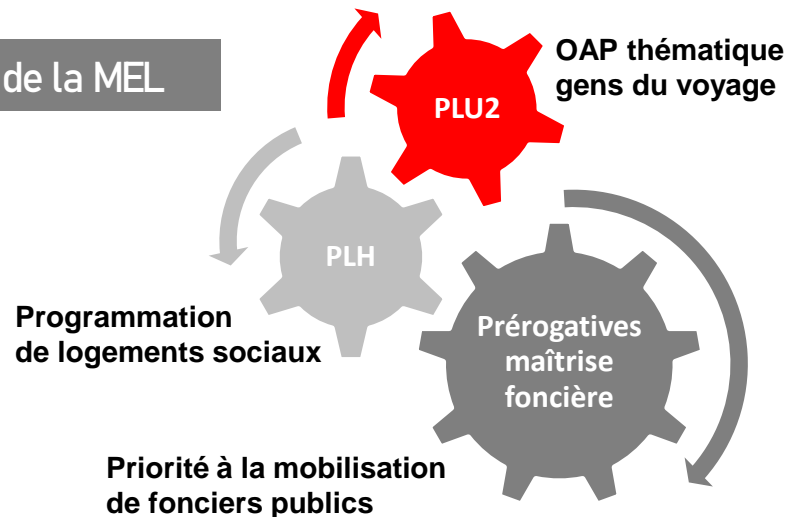 de la MEL
OAP thématique
gens du voyage
PLU2
PLH
Programmation
de logements sociaux
Prérogatives
maîtrise
foncière
Priorité à la mobilisation
de fonciers publics